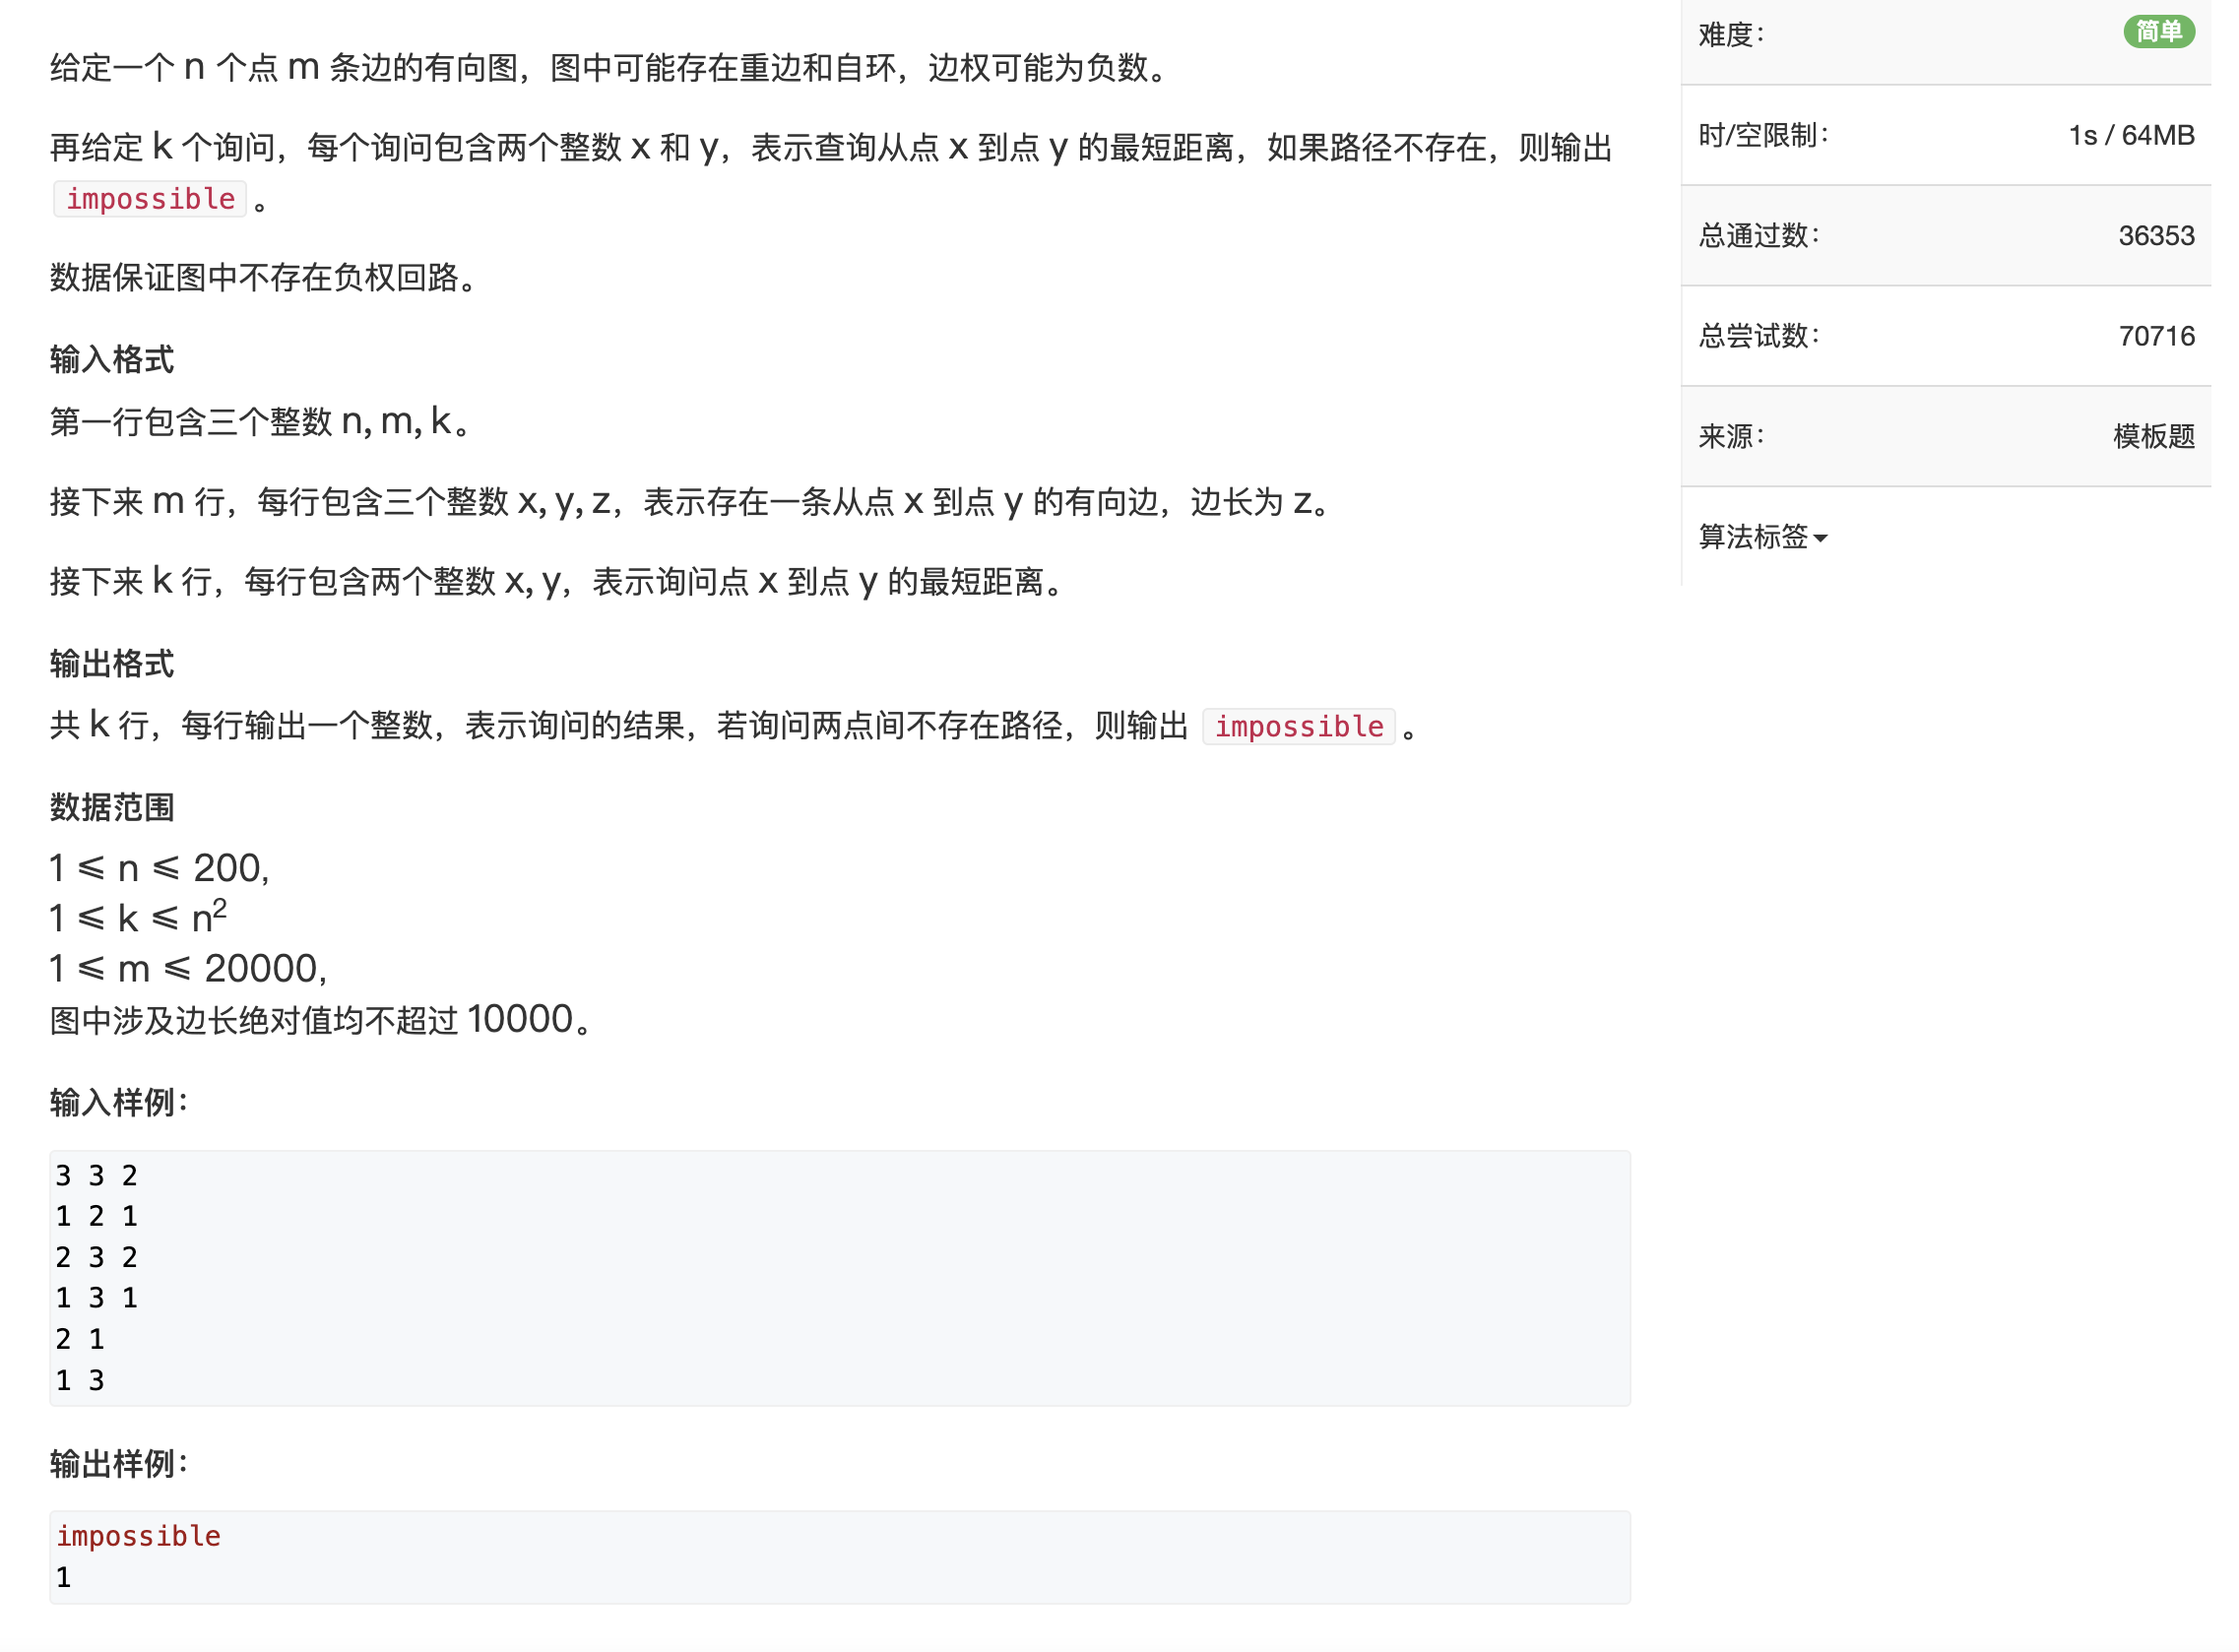 给定一个 n 个点 m 条边的有向图，图中可能存在重边和自环，边权可能为负数。
再给定 k 个询问，每个询问包含两个整数 x 和 y，表示查询从点 x 到点 y 的最短距离，如果路径不存在，则输出
impossible 。
数据保证图中不存在负权回路。
输入格式
第一行包含三个整数 n, m, k。
接下来 m 行，每行包含三个整数 x, y, z，表示存在一条从点 x 到点 y 的有向边，边长为 z。
接下来 k 行，每行包含两个整数 x, y，表示询问点 x 到点 y 的最短距离。
输出格式
共 k 行，每行输出一个整数，表示询问的结果，若询问两点间不存在路径，则输出 impossible 。
数据范围
1 ⩽ n ⩽ 200,
1 ⩽ k ⩽ n²
1 ⩽ m ⩽ 20000,
图中涉及边长绝对值均不超过 10000。
输入样例：
3 3 2
1 2 1
2 3 2
1 3 1
2 1
1 3
输出样例：
impossible
1
难度： 简单
时/空限制： 1s / 64MB
总通过数： 36353
总尝试数： 70716
来源： 模板题
算法标签